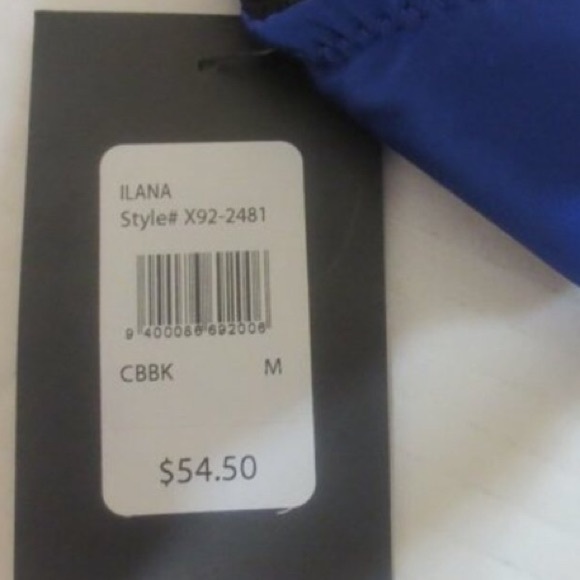 ILANA
Style# X92-2481
9 400086 692006
CBBK M
$54.50